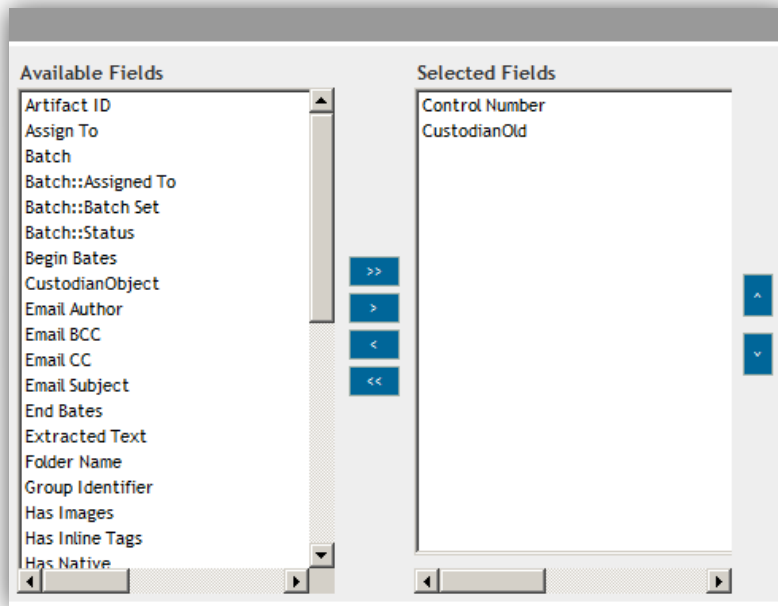 Available Fields
Artifact ID
Assign To
Batch
Batch::Assigned To
Batch::Batch Set
Batch::Status
Begin Bates
CustodianObject
Email Author
Email BCC
Email CC
Email Subject
End Bates
Extracted Text
Folder Name
Group Identifier
Has Images
Has Inline Tags
Has Native
>>
>
<
<<
Selected Fields
Control Number
CustodianOld
^
v